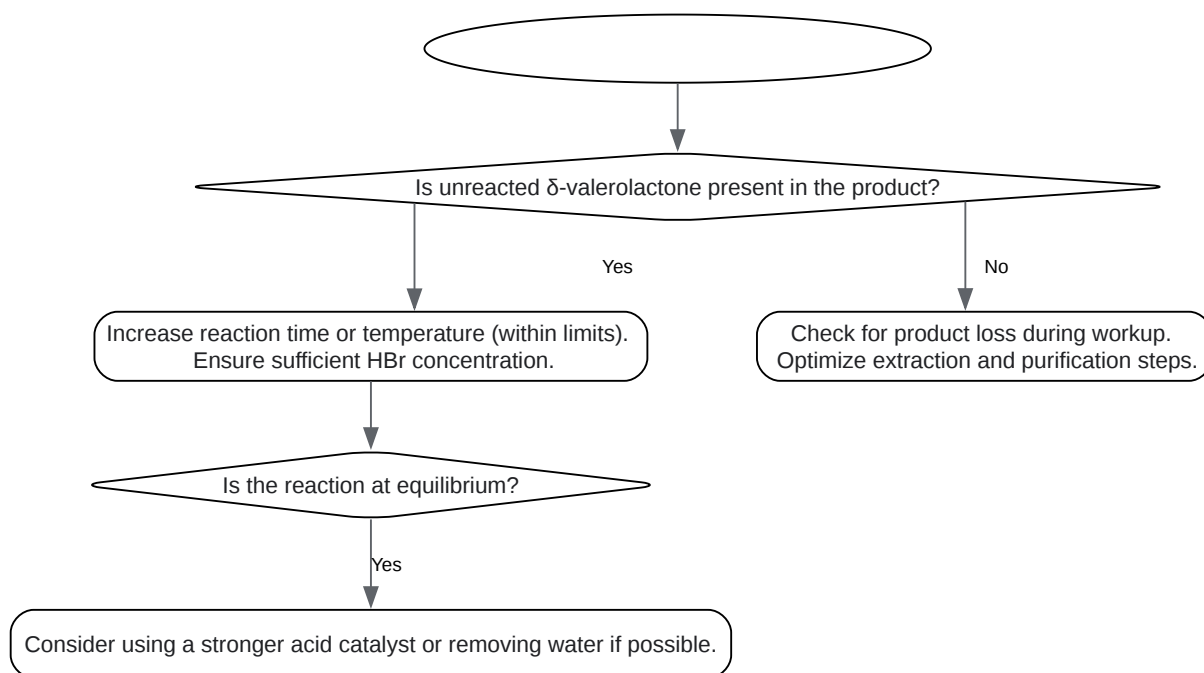 Is unreacted δ-valerolactone present in the product?
Yes
No
Increase reaction time or temperature (within limits).
Ensure sufficient HBr concentration.
Check for product loss during workup.
Optimize extraction and purification steps.
Is the reaction at equilibrium?
Yes
Consider using a stronger acid catalyst or removing water if possible.